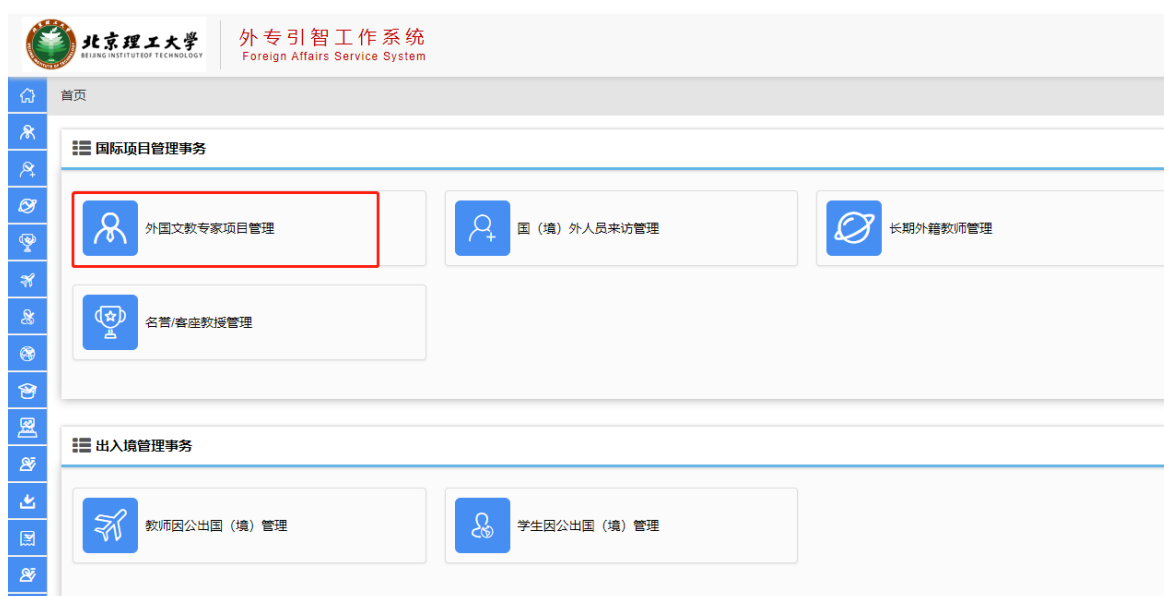 北京理工大学
BEIJING INSTITUTE OF TECHNOLOGY
外专引智工作系统
Foreign Affairs Service System
首页
国际项目管理事务
外国文教专家项目管理
国（境）外人员来访管理
长期外籍教师管理
名誉/客座教授管理
出入境管理事务
教师因公出国（境）管理
学生因公出国（境）管理